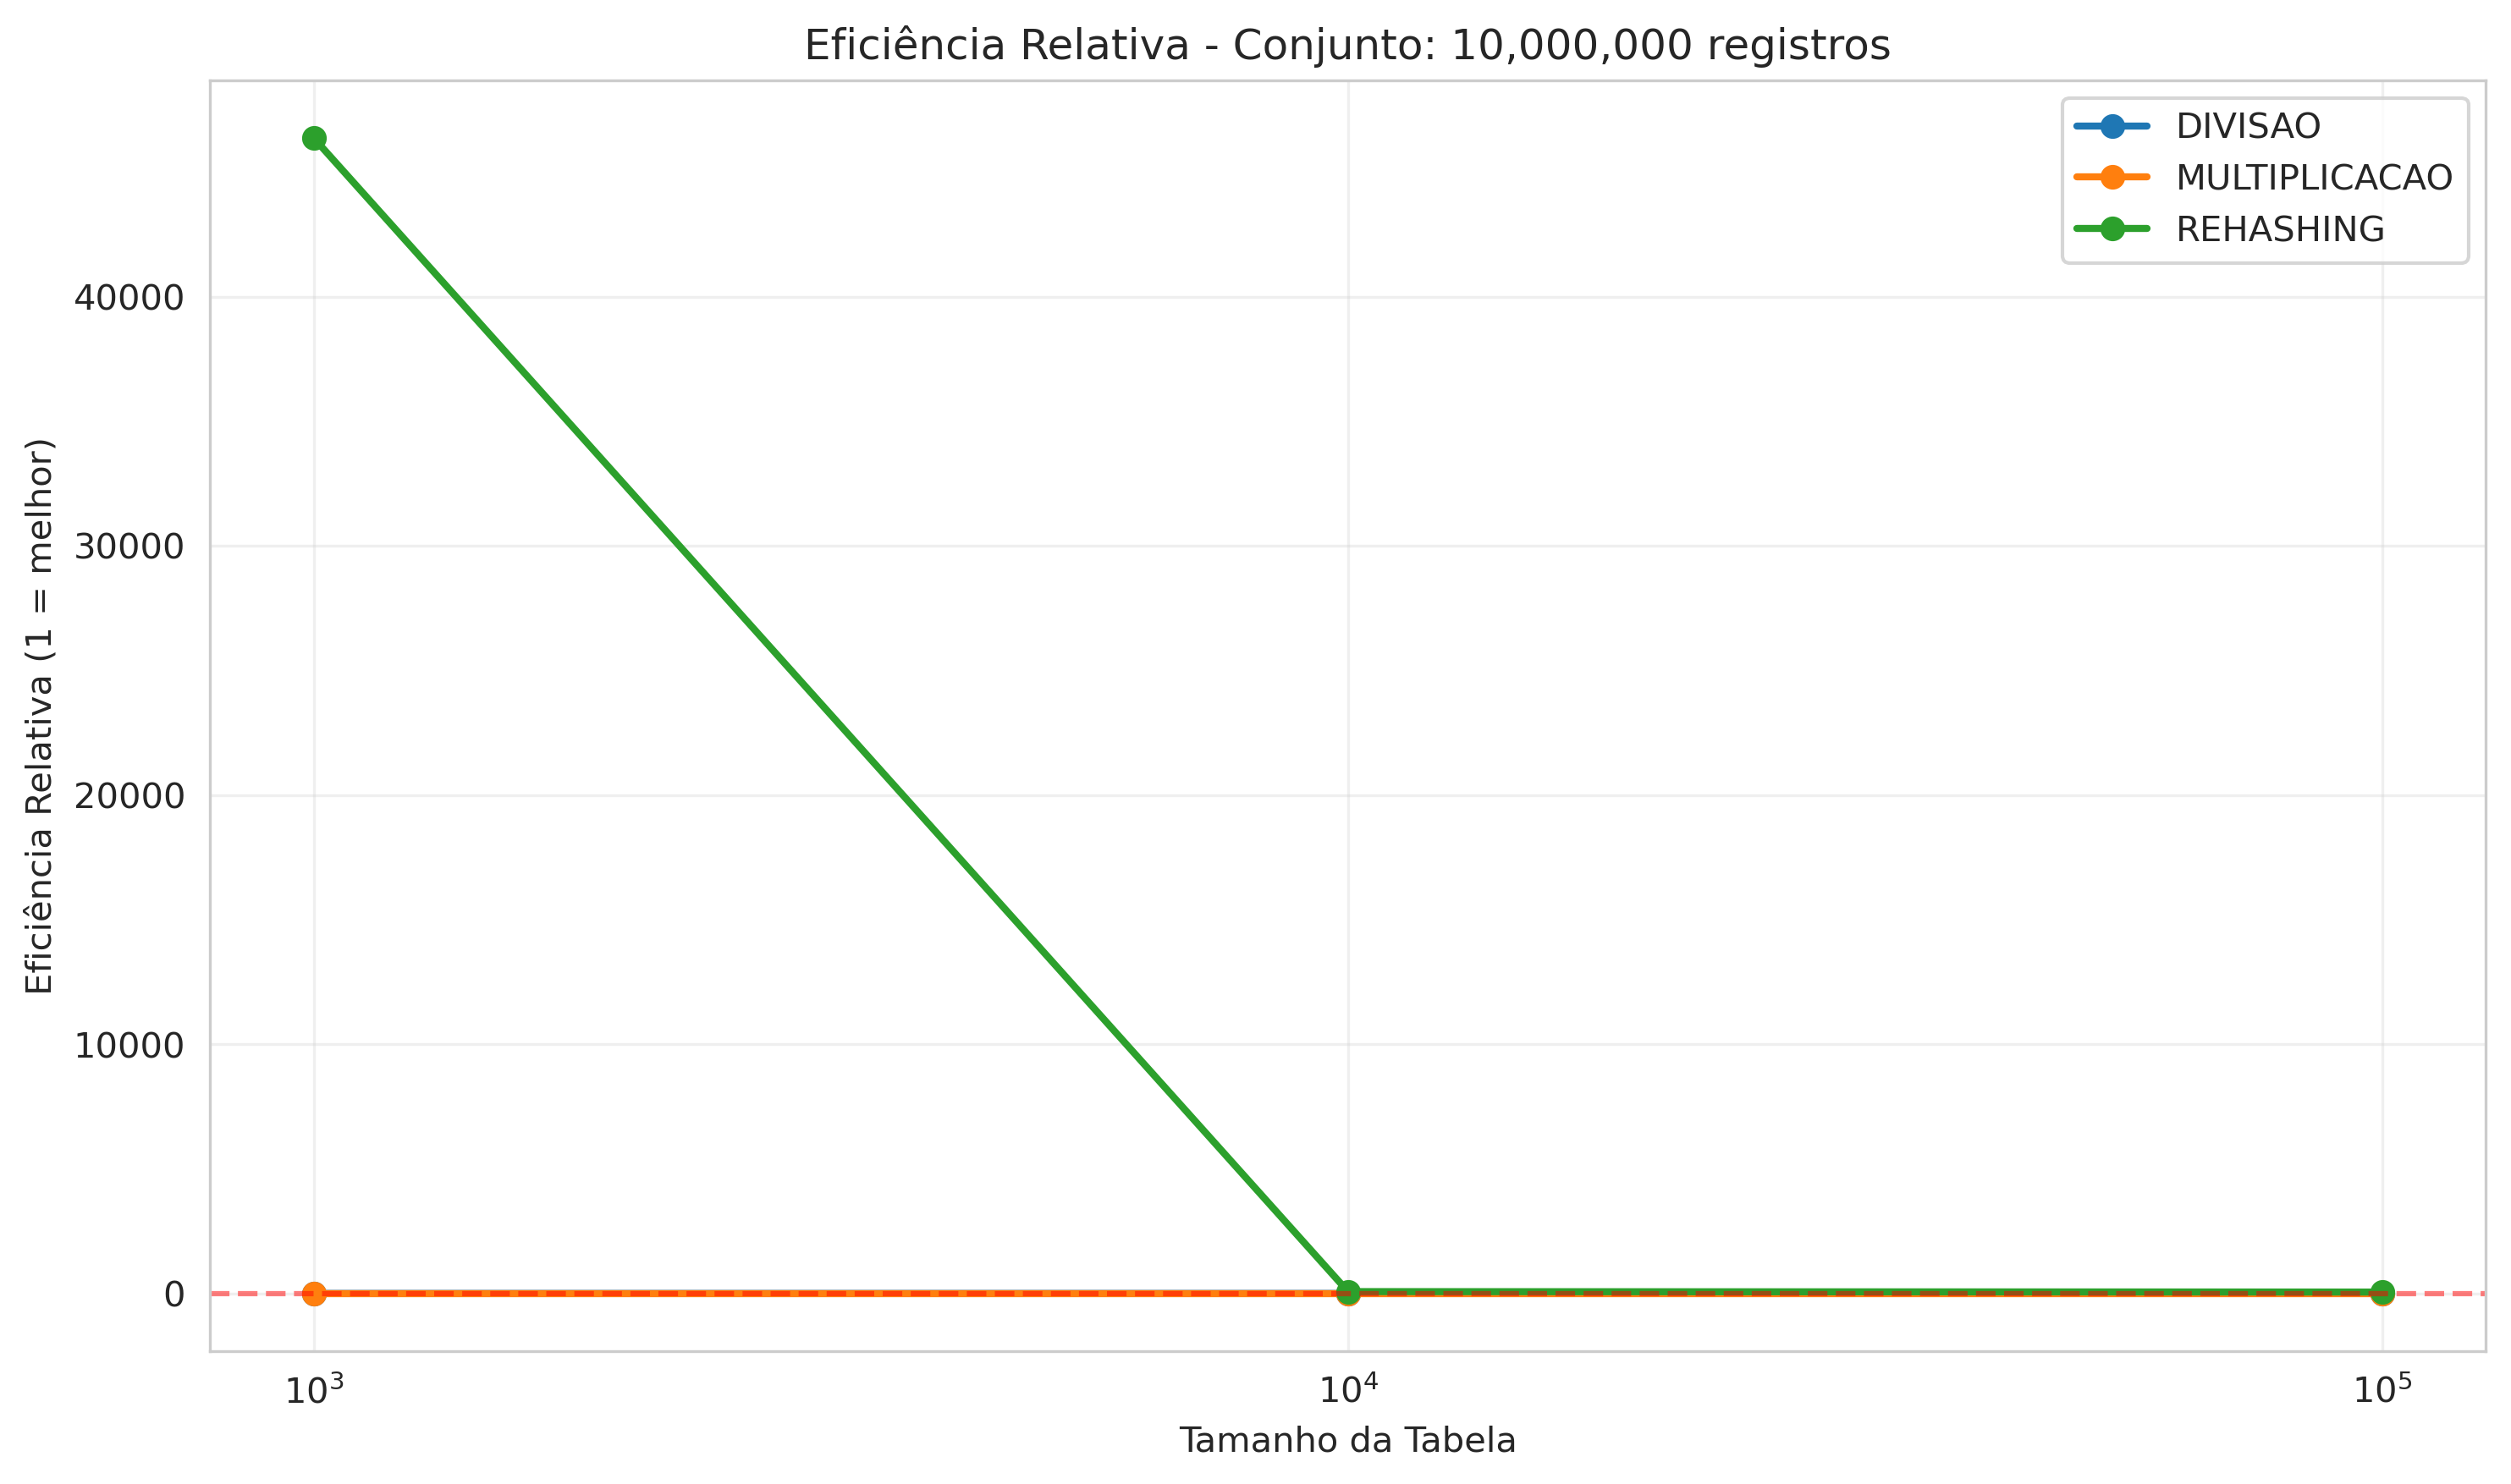 Eficiência Relativa - Conjunto: 10,000,000 registros
DIVISAO
MULTIPLICACAO
REHASHING
Eficiência Relativa (1 = melhor)
40000
30000
20000
10000
0
10³
10⁴
10⁵
Tamanho da Tabela